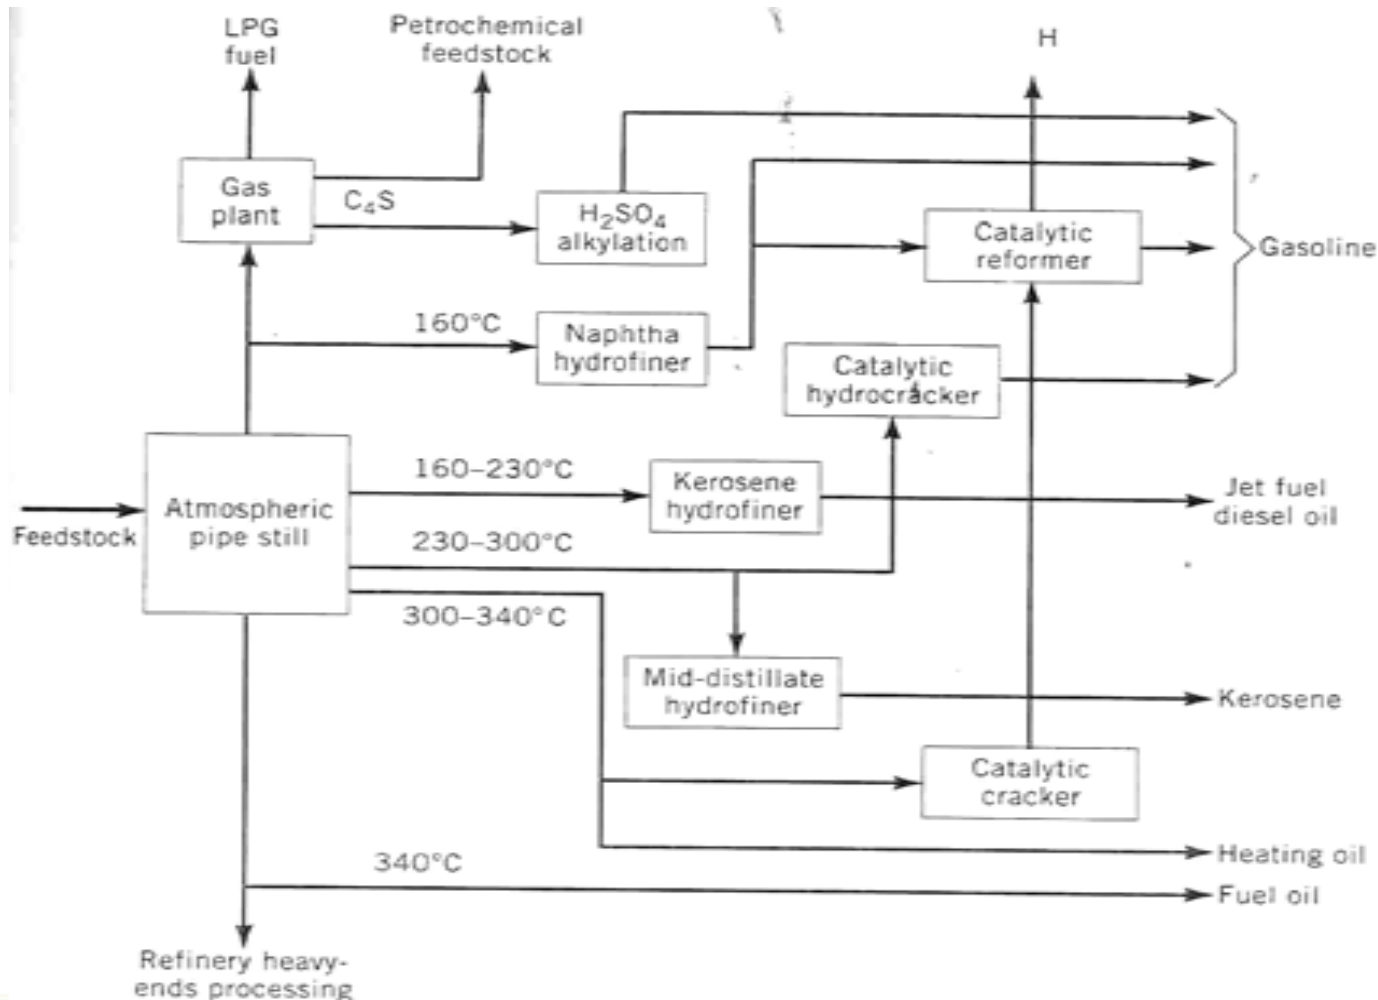 LPG
fuel
Petrochemical
feedstock
H
Gas
plant
C₄S
H₂SO₄
alkylation
Catalytic
reformer
Gasoline
160°C
Naphtha
hydrofiner
Catalytic
hydrocracker
160–230°C
Kerosene
hydrofiner
Jet fuel
diesel oil
Atmospheric
pipe still
Feedstock
230–300°C
300–340°C
Mid-distillate
hydrofiner
Kerosene
Catalytic
cracker
340°C
Heating oil
Fuel oil
Refinery heavy-
ends processing